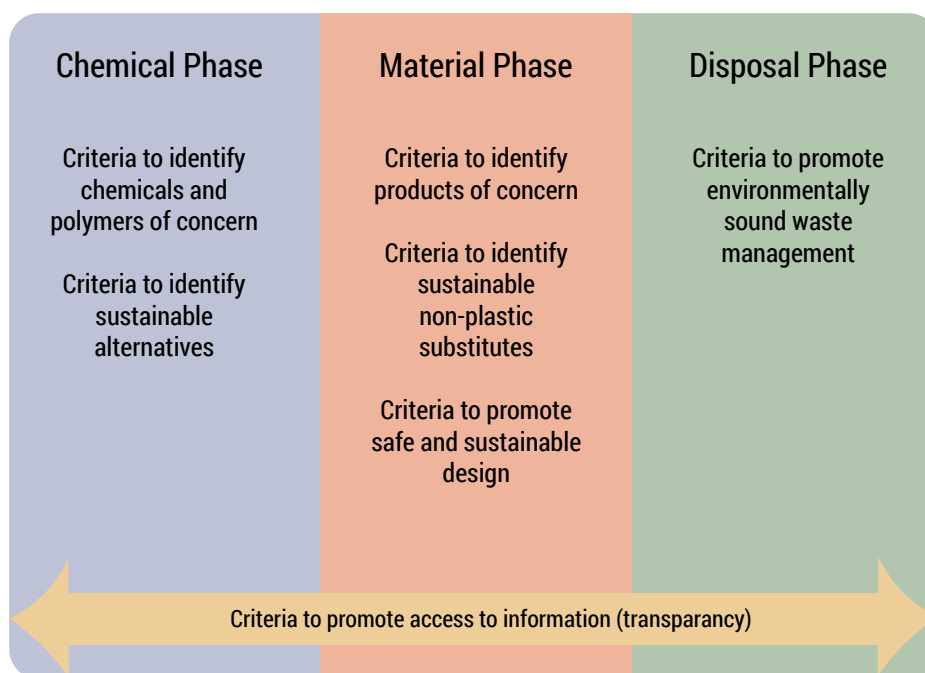 Chemical Phase
Criteria to identify
chemicals and
polymers of concern
Criteria to identify
sustainable
alternatives
Material Phase
Criteria to identify
products of concern
Criteria to identify
sustainable
non-plastic
substitutes
Criteria to promote
safe and sustainable
design
Disposal Phase
Criteria to promote
environmentally
sound waste
management
Criteria to promote access to information (transparancy)